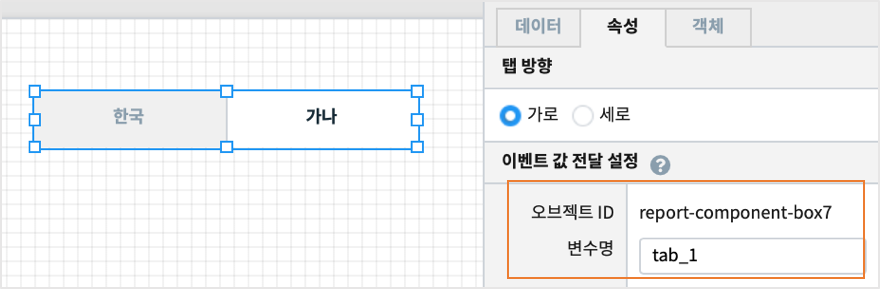 데이터 속성 객체
탭 방향
가로 세로
한국 가나
이벤트 값 전달 설정 ?
오브젝트 ID report-component-box7
변수명 tab_1